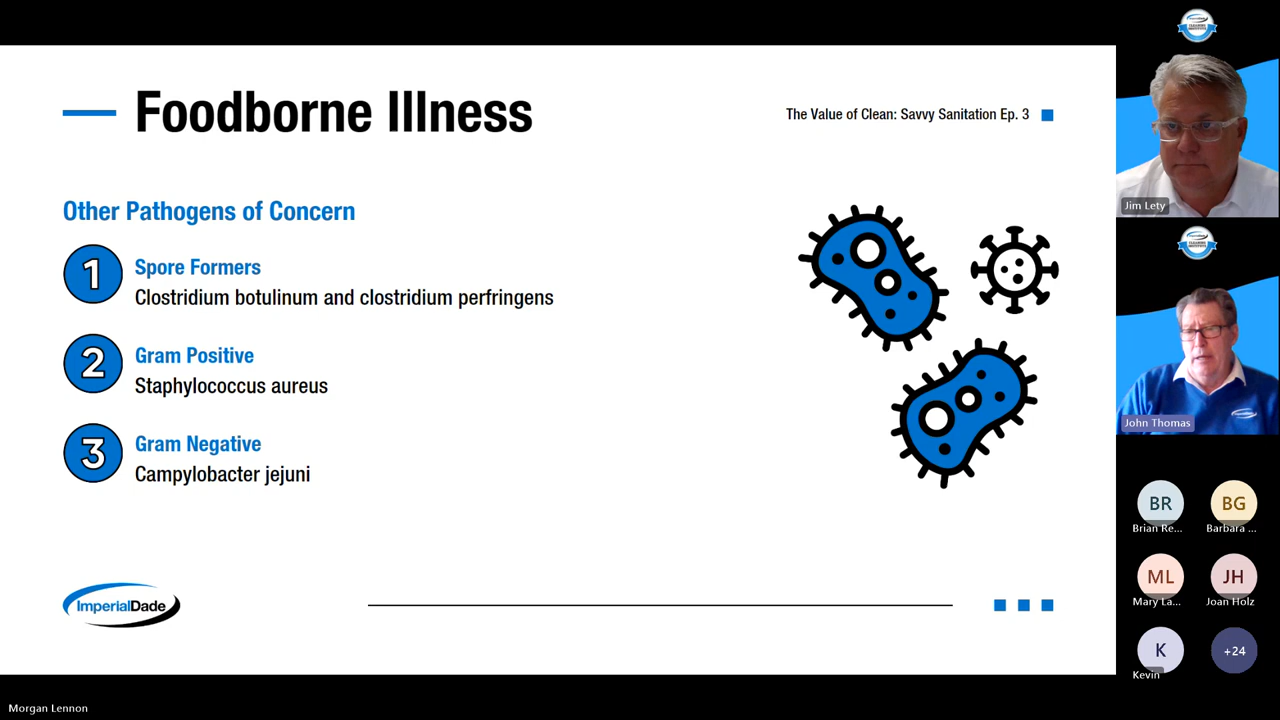 Foodborne Illness
The Value of Clean: Savvy Sanitation Ep. 3
Other Pathogens of Concern
1
Spore Formers
Clostridium botulinum and clostridium perfringens
2
Gram Positive
Staphylococcus aureus
3
Gram Negative
Campylobacter jejuni
ImperialDade
Jim Lety
John Thomas
BR
Brian Re...
BG
Barbara ...
ML
Mary La...
JH
Joan Holz
K
Kevin
+24
Morgan Lennon